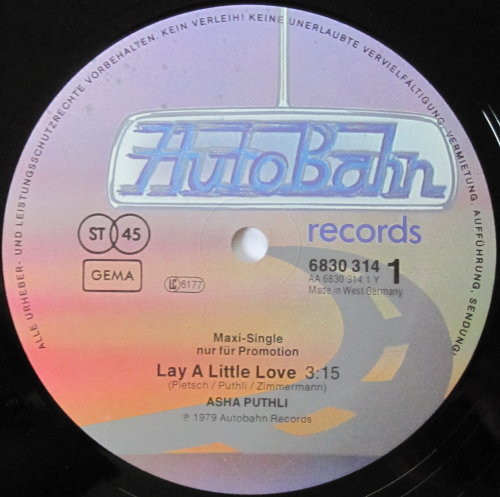 ALLE URHEBER- UND LEISTUNGSSCHUTZRECHTE VORBEHALTEN. KEIN VERLEIH! KEINE UNERLAUBTE VERVIELFÄLTIGUNG, VERMIETUNG, AUFFÜHRUNG, SENDUNG!
AutoBahn
records
ST 45
GEMA
LC 6177
6830 314 1
AA 6830 314 1 Y
Made in West Germany
Maxi-Single
nur für Promotion
Lay A Little Love 3:15
(Pietsch / Puthli / Zimmermann)
ASHA PUTHLI
℗ 1979 Autobahn Records